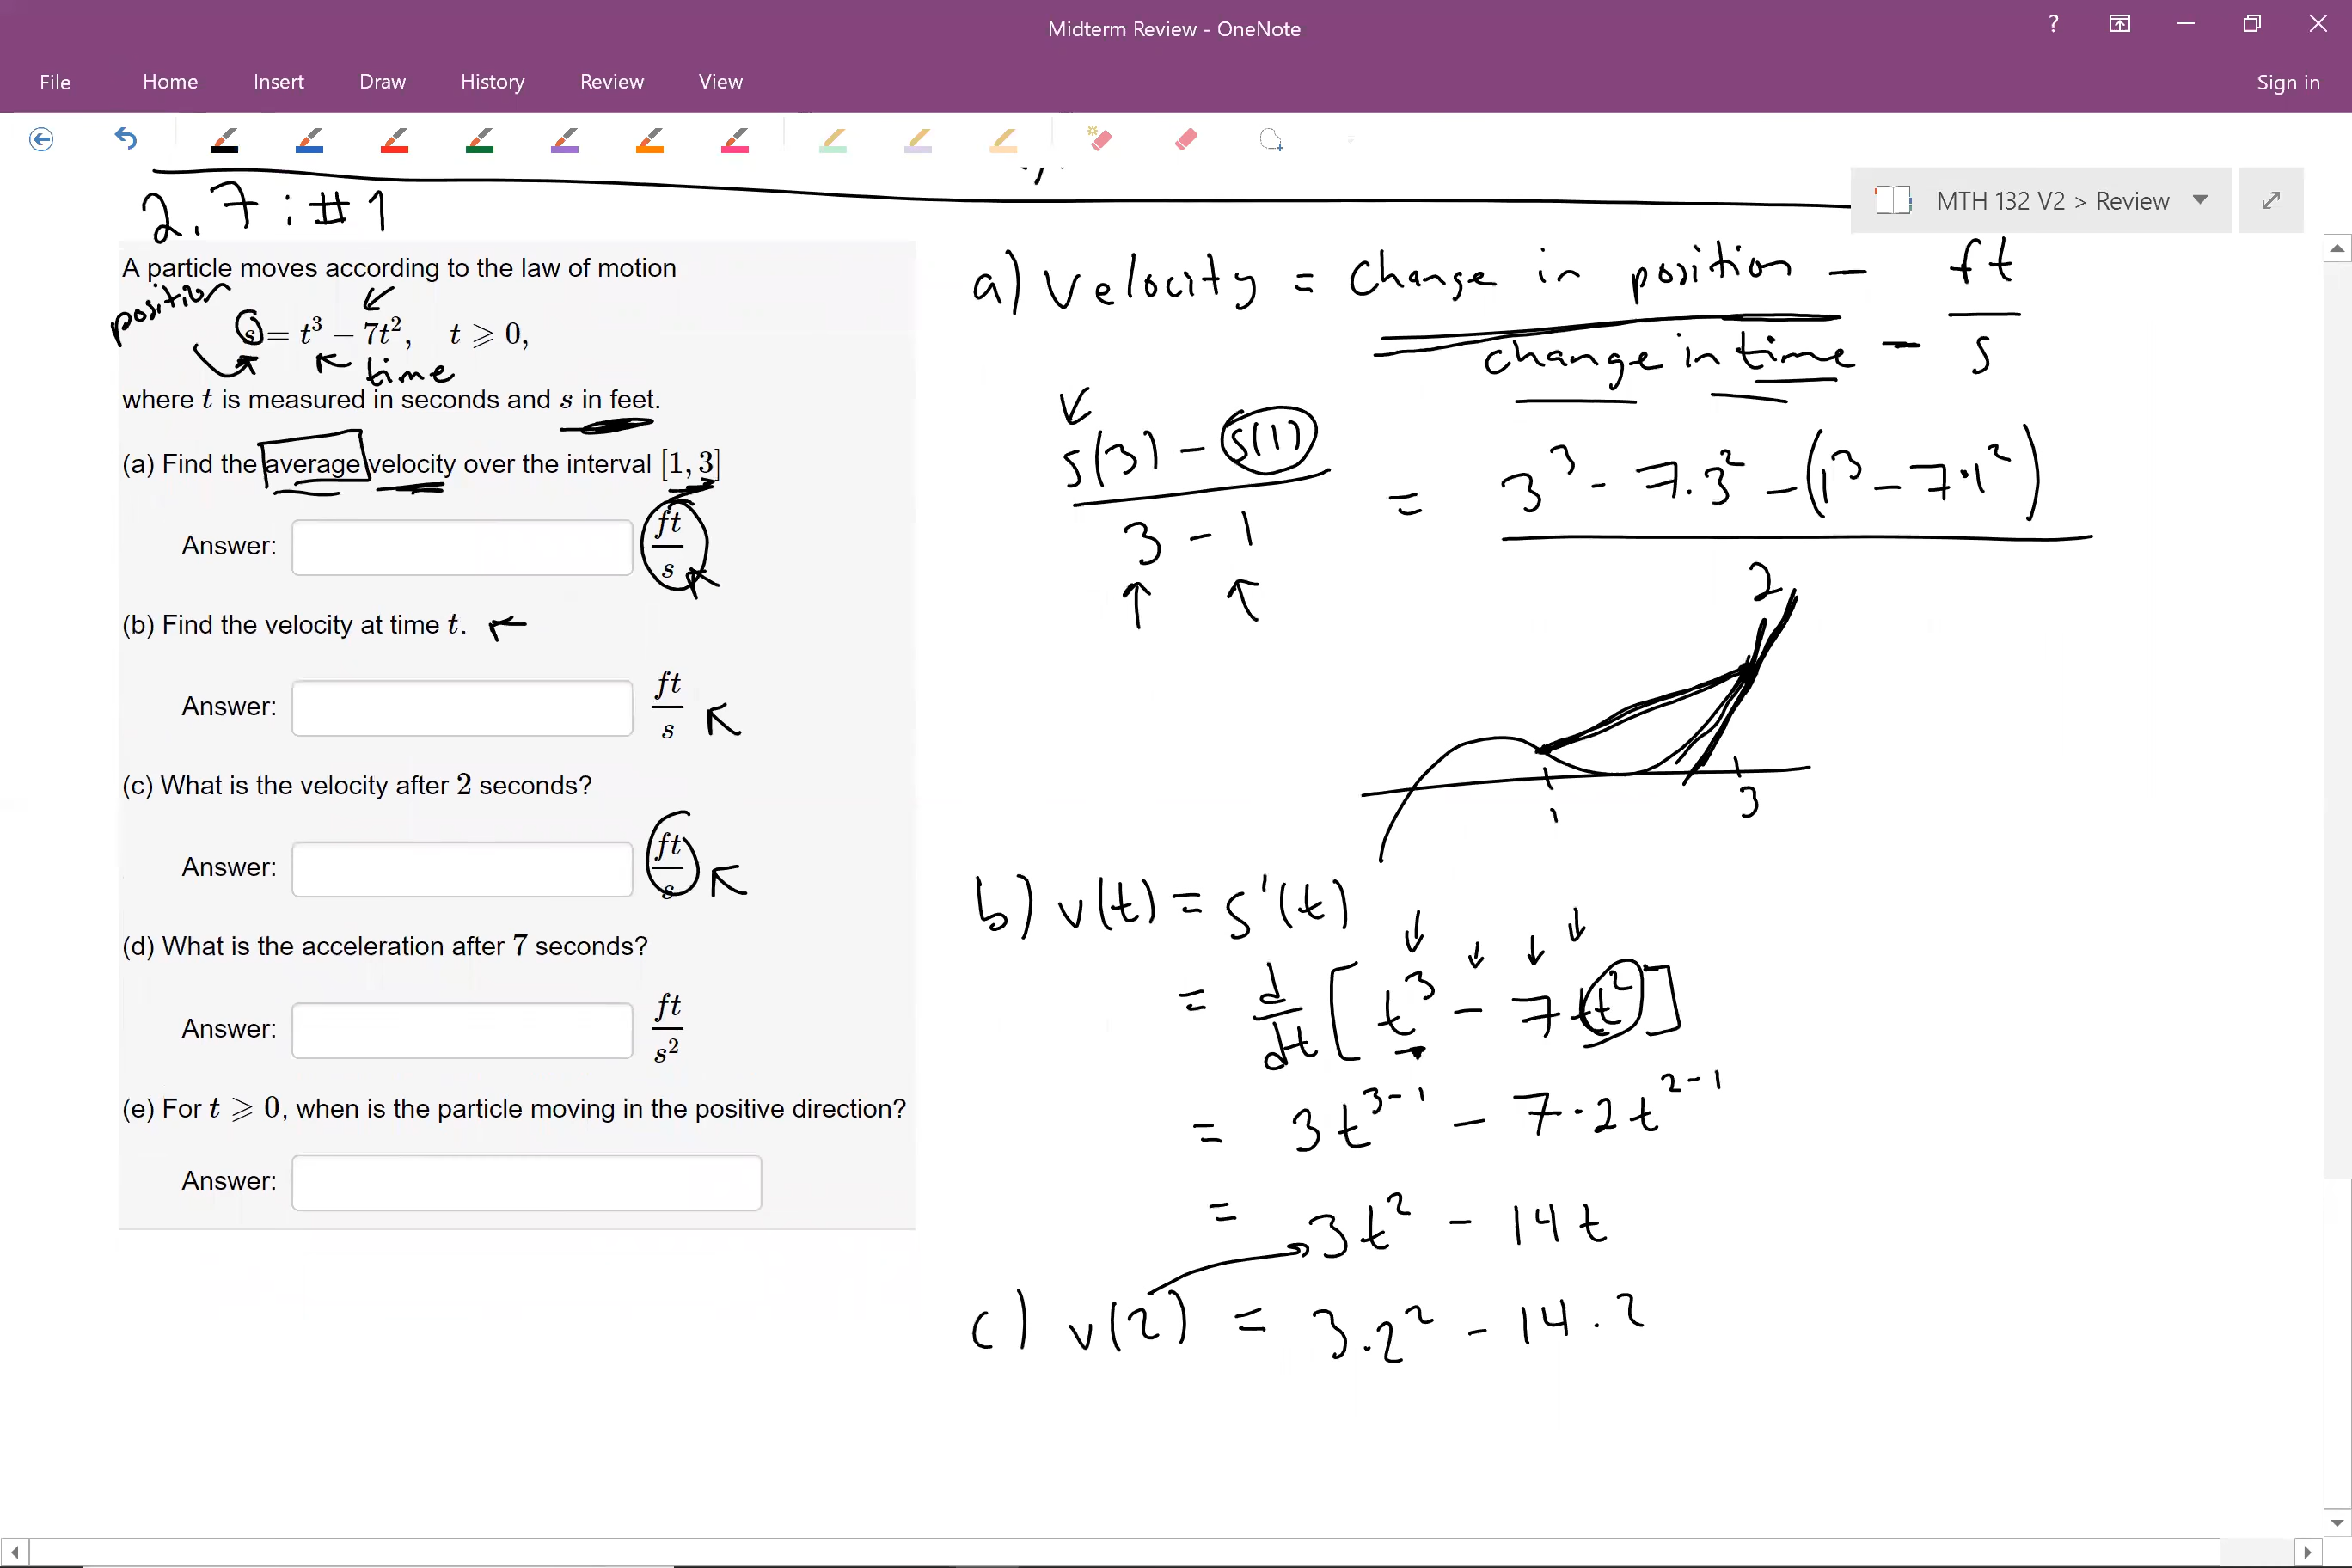 Midterm Review - OneNote
?
File Home Insert Draw History Review View Sign in
MTH 132 V2 > Review
2.7 : #1
A particle moves according to the law of motion
position
s = t³ − 7t², t ⩾ 0,
time
where t is measured in seconds and s in feet.
(a) Find the average velocity over the interval [1, 3]
Answer: ft/s
(b) Find the velocity at time t.
Answer: ft/s
(c) What is the velocity after 2 seconds?
Answer: ft/s
(d) What is the acceleration after 7 seconds?
Answer: ft/s²
(e) For t ⩾ 0, when is the particle moving in the positive direction?
Answer:
a) Velocity = change in position – ft
change in time – s
s(3) - s(1)
3 - 1
= 3³ - 7·3² - (1³ - 7·1²)
2
1 3
b) v(t) = s'(t)
= d/dt [t³ - 7t²]
= 3t³⁻¹ - 7·2t²⁻¹
= 3t² - 14t
c) v(2) = 3·2² - 14·2